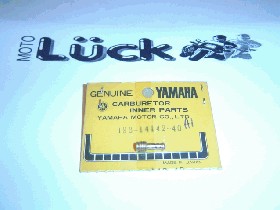 MOTO
LÜCK
GENUINE YAMAHA
CARBURETOR
INNER PARTS
YAMAHA MOTOR CO., LTD.